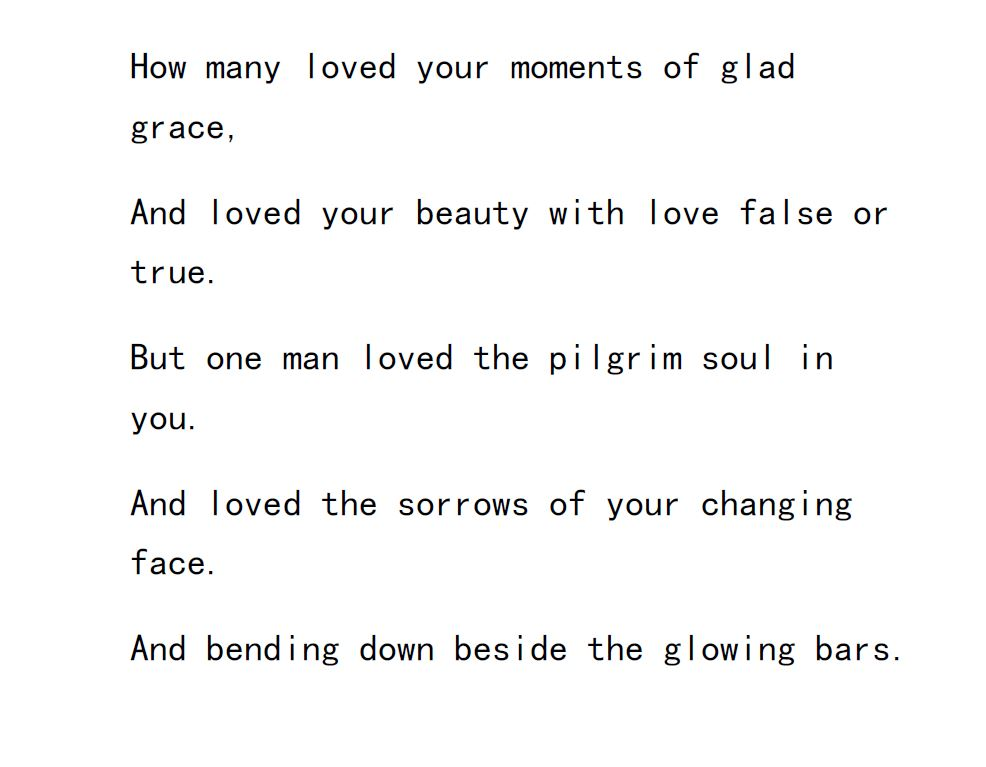 How many loved your moments of glad
grace,
And loved your beauty with love false or
true.
But one man loved the pilgrim soul in
you.
And loved the sorrows of your changing
face.
And bending down beside the glowing bars.